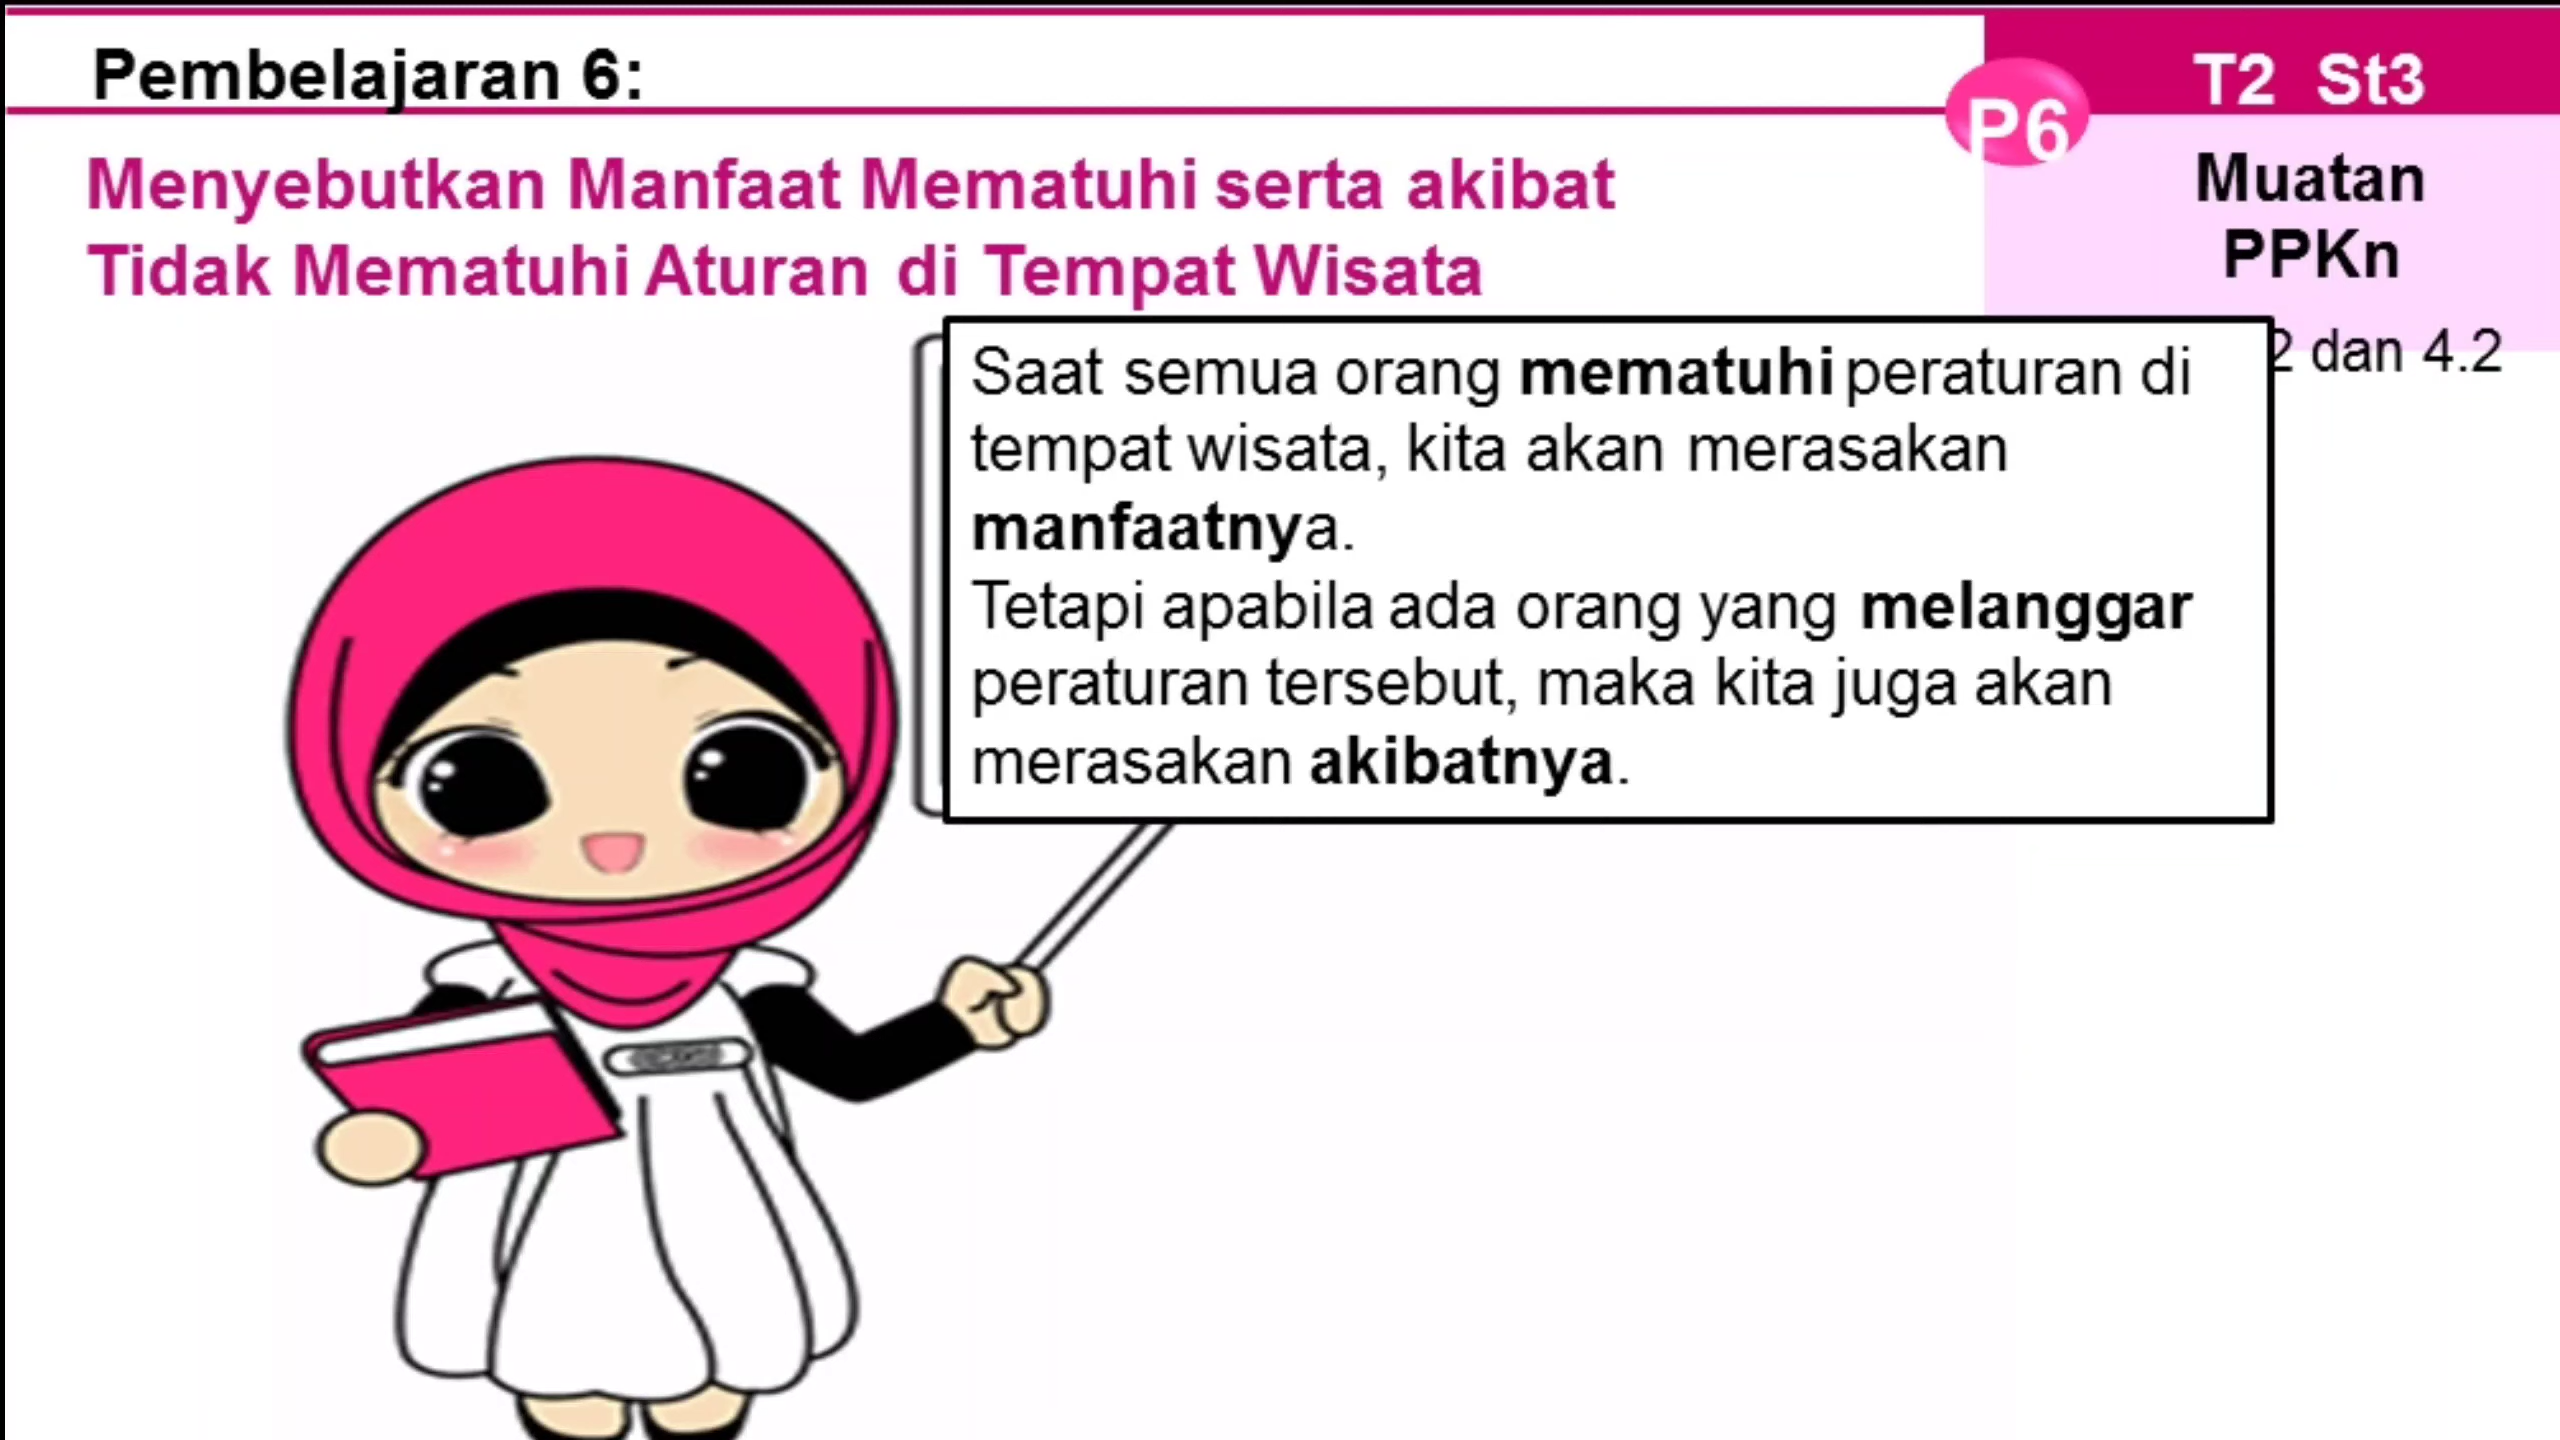 Pembelajaran 6:
T2 St3
P6
Menyebutkan Manfaat Mematuhi serta akibat
Tidak Mematuhi Aturan di Tempat Wisata
Muatan
PPKn
2 dan 4.2
Saat semua orang mematuhi peraturan di
tempat wisata, kita akan merasakan
manfaatnya.
Tetapi apabila ada orang yang melanggar
peraturan tersebut, maka kita juga akan
merasakan akibatnya.